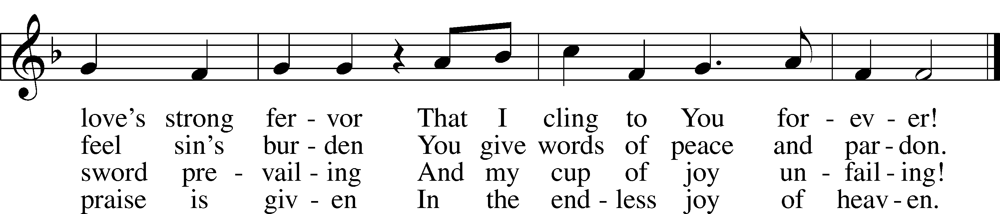 love’s strong fer - vor That I cling to You for - ev - er!
feel sin’s bur - den You give words of peace and par - don.
sword pre - vail - ing And my cup of joy un - fail - ing!
praise is giv - en In the end - less joy of heav - en.